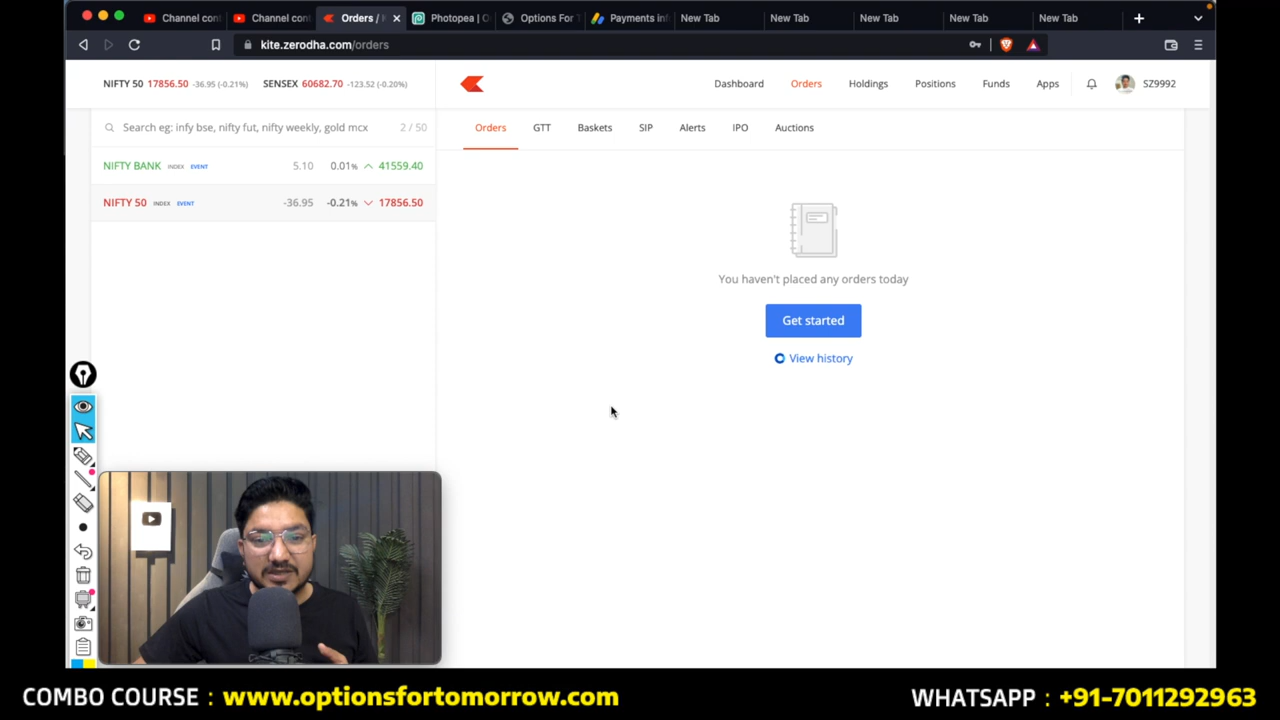 Channel con
Channel con
Orders /
Photopea | O
Options For T
Payments inf
New Tab
New Tab
New Tab
New Tab
New Tab
kite.zerodha.com/orders
NIFTY 50 17856.50 -36.95 (-0.21%) SENSEX 60682.70 -123.52 (-0.20%)
Dashboard Orders Holdings Positions Funds Apps SZ9992
Search eg: infy bse, nifty fut, nifty weekly, gold mcx 2 / 50
Orders GTT Baskets SIP Alerts IPO Auctions
NIFTY BANK INDEX EVENT 5.10 0.01% 41559.40
NIFTY 50 INDEX EVENT -36.95 -0.21% 17856.50
You haven't placed any orders today
Get started
View history
COMBO COURSE : www.optionsfortomorrow.com WHATSAPP : +91-7011292963